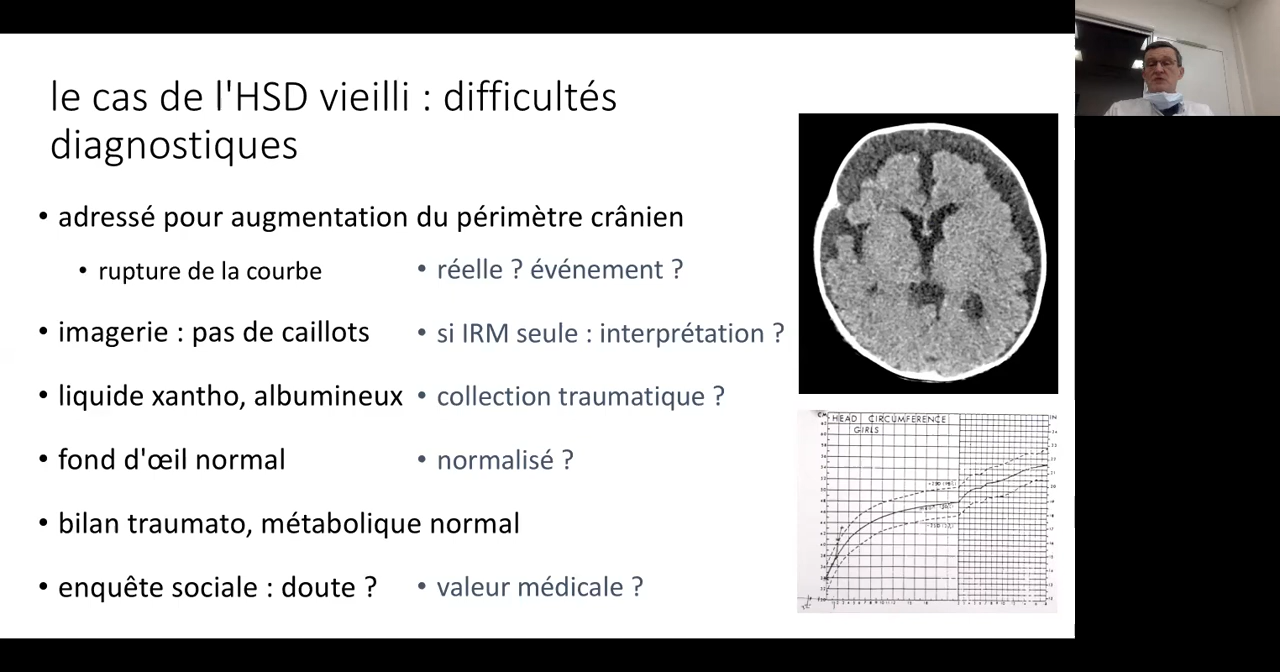 le cas de l'HSD vieilli : difficultés
diagnostiques
• adressé pour augmentation du périmètre crânien
• rupture de la courbe
• réelle ? événement ?
• imagerie : pas de caillots
• si IRM seule : interprétation ?
• liquide xantho, albumineux
• collection traumatique ?
• fond d'œil normal
• normalisé ?
• bilan traumato, métabolique normal
• enquête sociale : doute ?
• valeur médicale ?
HEAD CIRCUMFERENCE
GIRLS